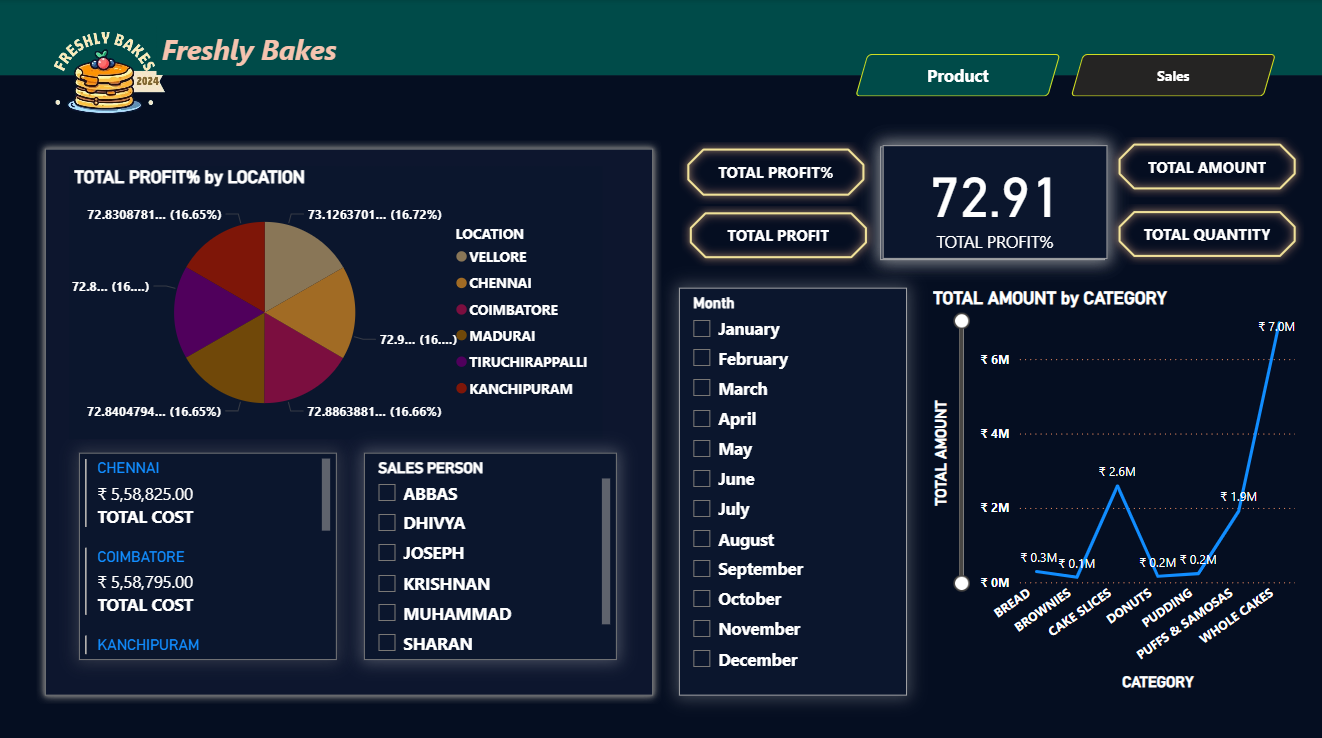 FRESHLY BAKES
2024
Freshly Bakes
Product
Sales
TOTAL PROFIT% by LOCATION
72.8308781... (16.65%)
73.1263701... (16.72%)
72.8... (16....)
72.9... (16....)
72.8404794... (16.65%)
72.8863881... (16.66%)
LOCATION
VELLORE
CHENNAI
COIMBATORE
MADURAI
TIRUCHIRAPPALLI
KANCHIPURAM
CHENNAI
₹ 5,58,825.00
TOTAL COST
COIMBATORE
₹ 5,58,795.00
TOTAL COST
KANCHIPURAM
SALES PERSON
ABBAS
DHIVYA
JOSEPH
KRISHNAN
MUHAMMAD
SHARAN
TOTAL PROFIT%
TOTAL PROFIT
72.91
TOTAL PROFIT%
TOTAL AMOUNT
TOTAL QUANTITY
Month
January
February
March
April
May
June
July
August
September
October
November
December
TOTAL AMOUNT by CATEGORY
TOTAL AMOUNT
₹ 6M
₹ 4M
₹ 2M
₹ 0M
₹ 0.3M
₹ 0.1M
₹ 2.6M
₹ 0.2M
₹ 0.2M
₹ 1.9M
₹ 7.0M
BREAD
BROWNIES
CAKE SLICES
DONUTS
PUDDING
PUFFS & SAMOSAS
WHOLE CAKES
CATEGORY